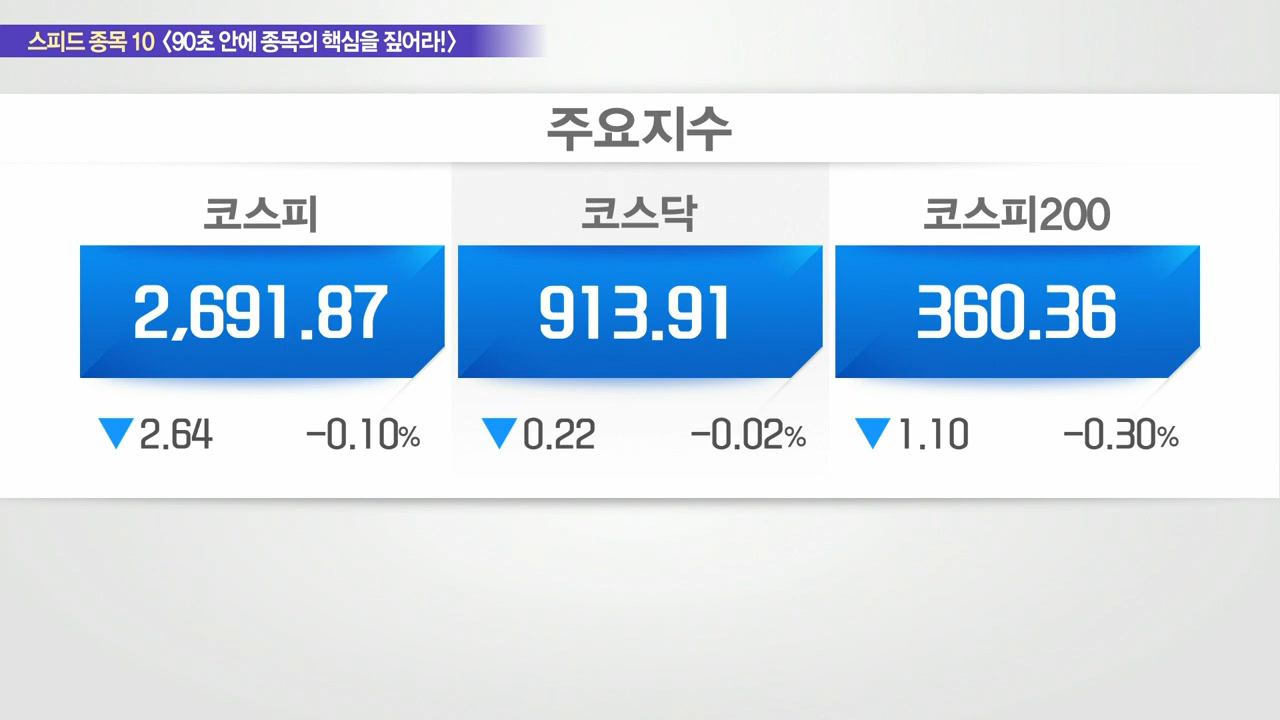 스피드 종목 10 〈90초 안에 종목의 핵심을 짚어라!〉
주요지수
코스피 코스닥 코스피200
2,691.87 913.91 360.36
▼2.64 -0.10% ▼0.22 -0.02% ▼1.10 -0.30%